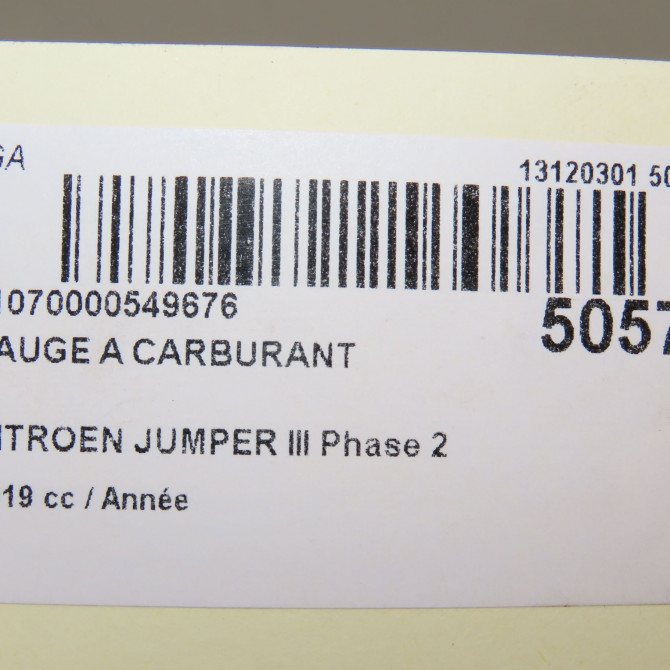 GA 13120301 50
1070000549676
5057
AUGE A CARBURANT
ITROEN JUMPER III Phase 2
19 cc / Année